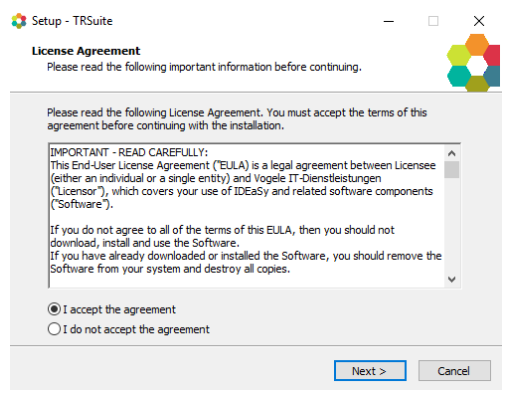 Setup - TRSuite
License Agreement
Please read the following important information before continuing.
Please read the following License Agreement. You must accept the terms of this
agreement before continuing with the installation.
IMPORTANT - READ CAREFULLY:
This End-User License Agreement ("EULA) is a legal agreement between Licensee
(either an individual or a single entity) and Vogele IT-Dienstleistungen
("Licensor"), which covers your use of IDEaSy and related software components
("Software").
If you do not agree to all of the terms of this EULA, then you should not
download, install and use the Software.
If you have already downloaded or installed the Software, you should remove the
Software from your system and destroy all copies.
I accept the agreement
I do not accept the agreement
Next >
Cancel